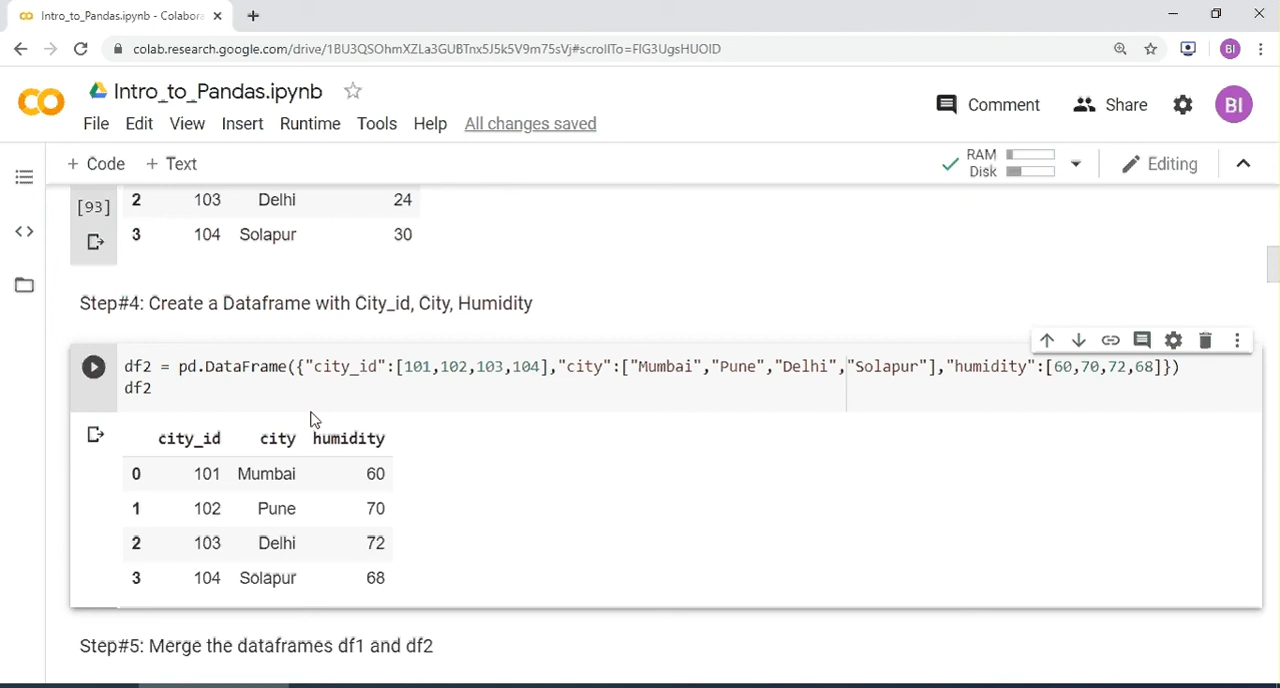 Intro_to_Pandas.ipynb - Colabora
colab.research.google.com/drive/1BU3QSOhmXZLa3GUBTnx5J5k5V9m75sVj#scrollTo=FlG3UgsHUOlD
BI
Intro_to_Pandas.ipynb
Comment
Share
BI
File Edit View Insert Runtime Tools Help All changes saved
+ Code + Text
RAM
Disk
Editing
[93]
2 103 Delhi 24
3 104 Solapur 30
Step#4: Create a Dataframe with City_id, City, Humidity
df2 = pd.DataFrame({"city_id":[101,102,103,104],"city":["Mumbai","Pune","Delhi","Solapur"],"humidity":[60,70,72,68]})
df2
city_id city humidity
0 101 Mumbai 60
1 102 Pune 70
2 103 Delhi 72
3 104 Solapur 68
Step#5: Merge the dataframes df1 and df2